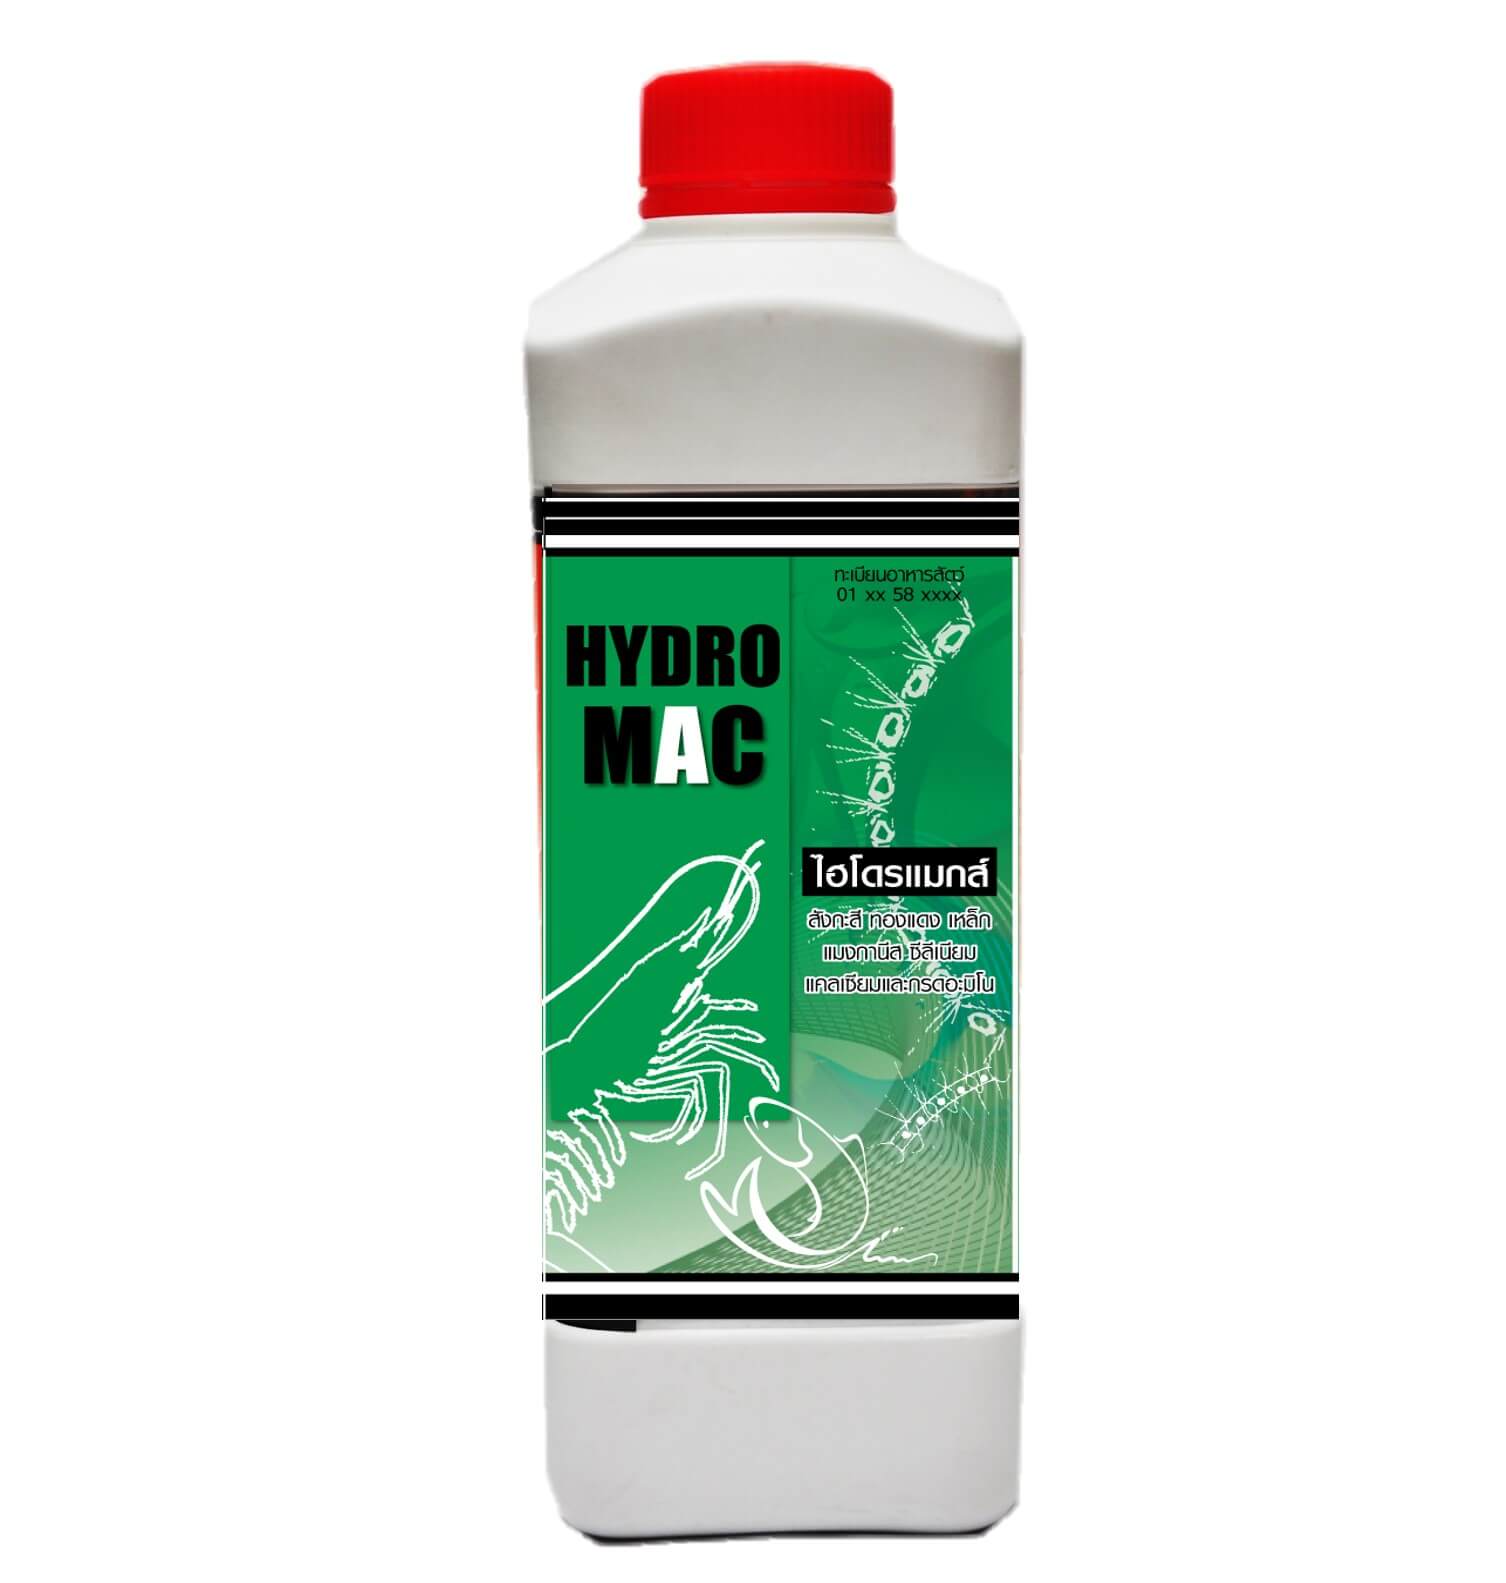 ทะเบียนอาหารสัตว์
01 xx 58 xxxx
HYDRO
MAC
ไฮโดรแมกส์
สังกะสี ทองแดง เหล็ก
แมงกานีส ซีลีเนียม
แคลเซียมและกรดอะมิโน